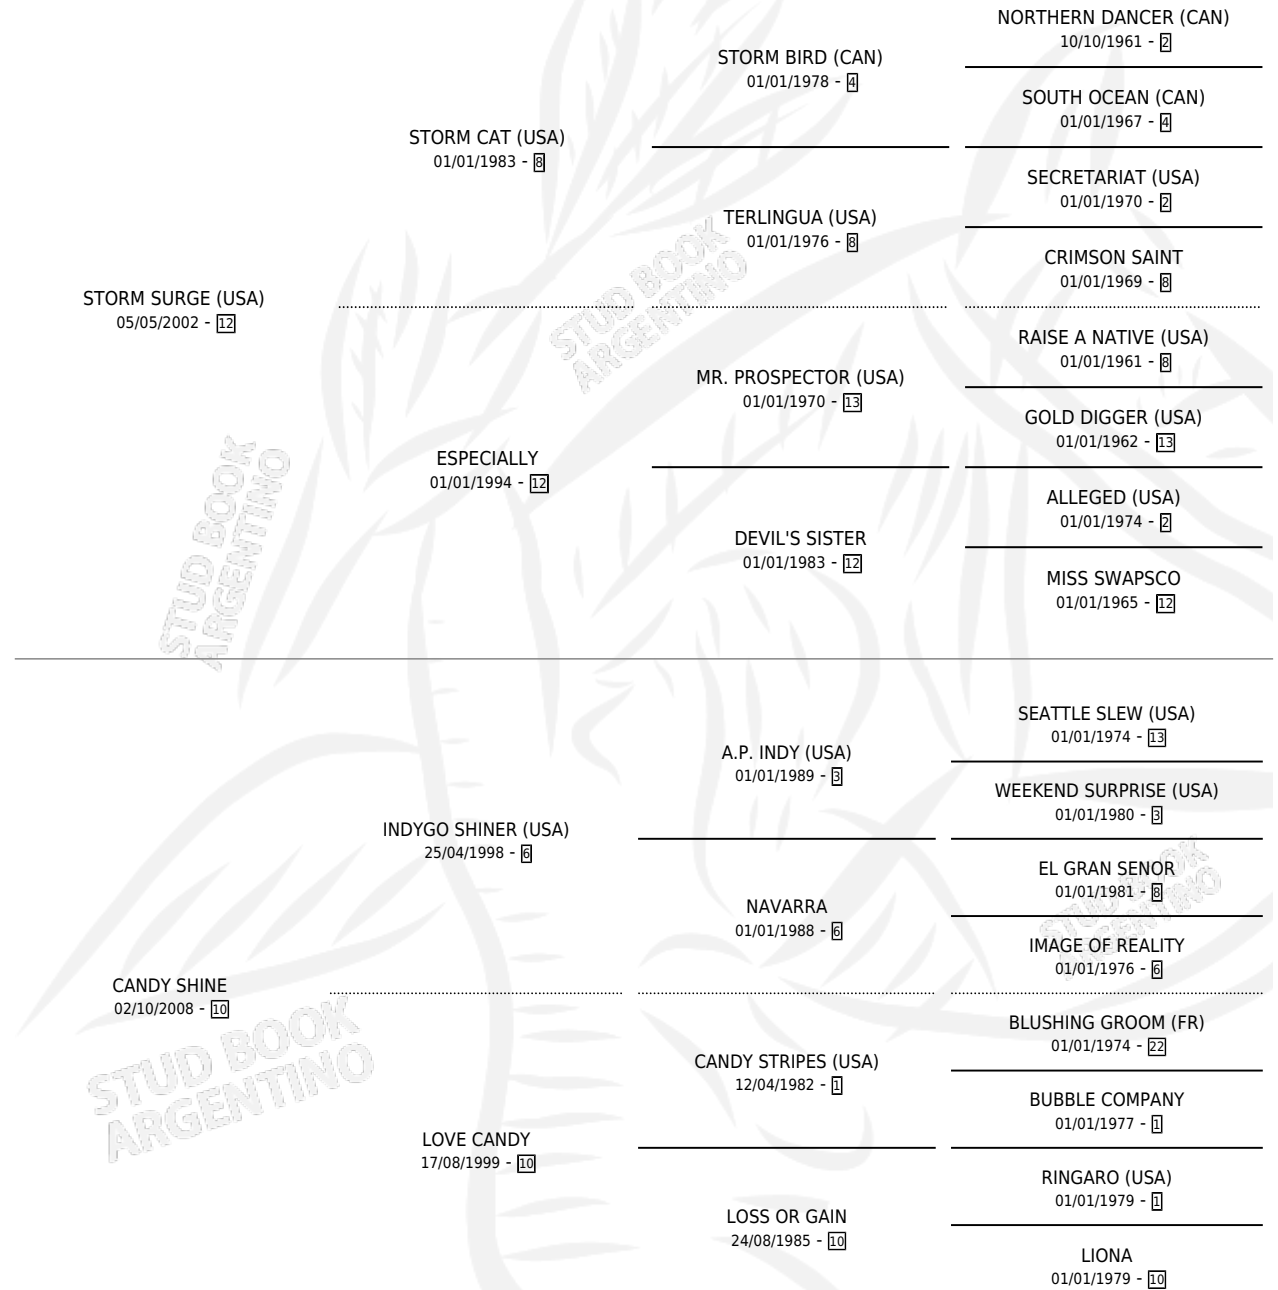 NORTHERN DANCER (CAN)
10/10/1961 - 2
STORM BIRD (CAN)
01/01/1978 - 4
SOUTH OCEAN (CAN)
01/01/1967 - 4
STORM CAT (USA)
01/01/1983 - 8
SECRETARIAT (USA)
01/01/1970 - 2
TERLINGUA (USA)
01/01/1976 - 8
CRIMSON SAINT
01/01/1969 - 8
STORM SURGE (USA)
05/05/2002 - 12
RAISE A NATIVE (USA)
01/01/1961 - 8
MR. PROSPECTOR (USA)
01/01/1970 - 13
GOLD DIGGER (USA)
01/01/1962 - 13
ESPECIALLY
01/01/1994 - 12
ALLEGED (USA)
01/01/1974 - 2
DEVIL'S SISTER
01/01/1983 - 12
MISS SWAPSCO
01/01/1965 - 12
SEATTLE SLEW (USA)
01/01/1974 - 13
A.P. INDY (USA)
01/01/1989 - 3
WEEKEND SURPRISE (USA)
01/01/1980 - 3
INDYGO SHINER (USA)
25/04/1998 - 6
EL GRAN SENOR
01/01/1981 - 8
NAVARRA
01/01/1988 - 6
IMAGE OF REALITY
01/01/1976 - 6
CANDY SHINE
02/10/2008 - 10
BLUSHING GROOM (FR)
01/01/1974 - 22
CANDY STRIPES (USA)
12/04/1982 - 1
BUBBLE COMPANY
01/01/1977 - 1
LOVE CANDY
17/08/1999 - 10
RINGARO (USA)
01/01/1979 - 1
LOSS OR GAIN
24/08/1985 - 10
LIONA
01/01/1979 - 10
STUD BOOK
ARGENTINO
STUD BOOK
ARGENTINO
STUD BOOK
ARGENTINO
STUD BOOK
ARGENTINO